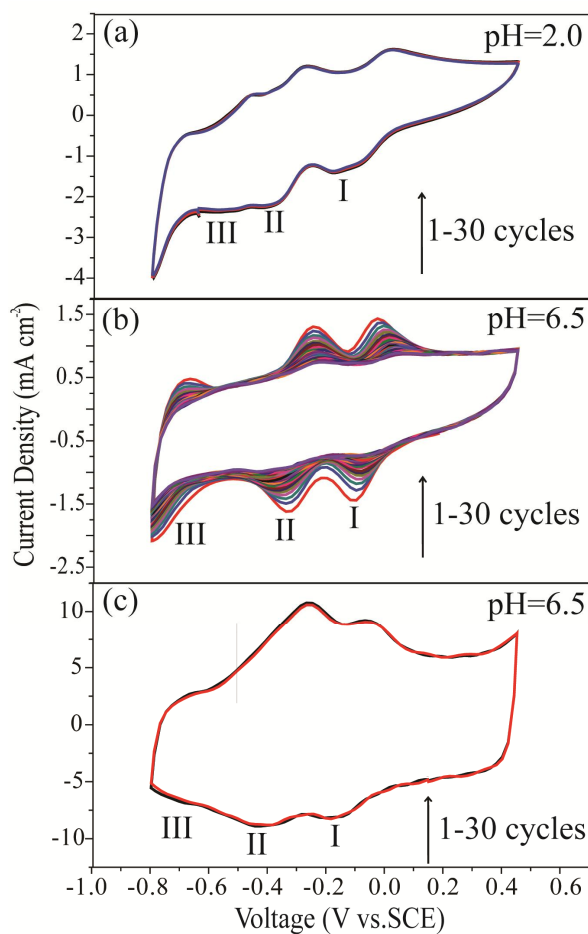 (a)
pH=2.0
2
1
0
-1
-2
-3
-4
I
II
III
1-30 cycles
(b)
pH=6.5
1.5
0.5
-0.5
-1.5
-2.5
III
II
I
1-30 cycles
Current Density (mA cm-2)
(c)
pH=6.5
10
5
0
-5
-10
III
II
I
1-30 cycles
-1.0 -0.8 -0.6 -0.4 -0.2 0.0 0.2 0.4 0.6
Voltage (V vs.SCE)